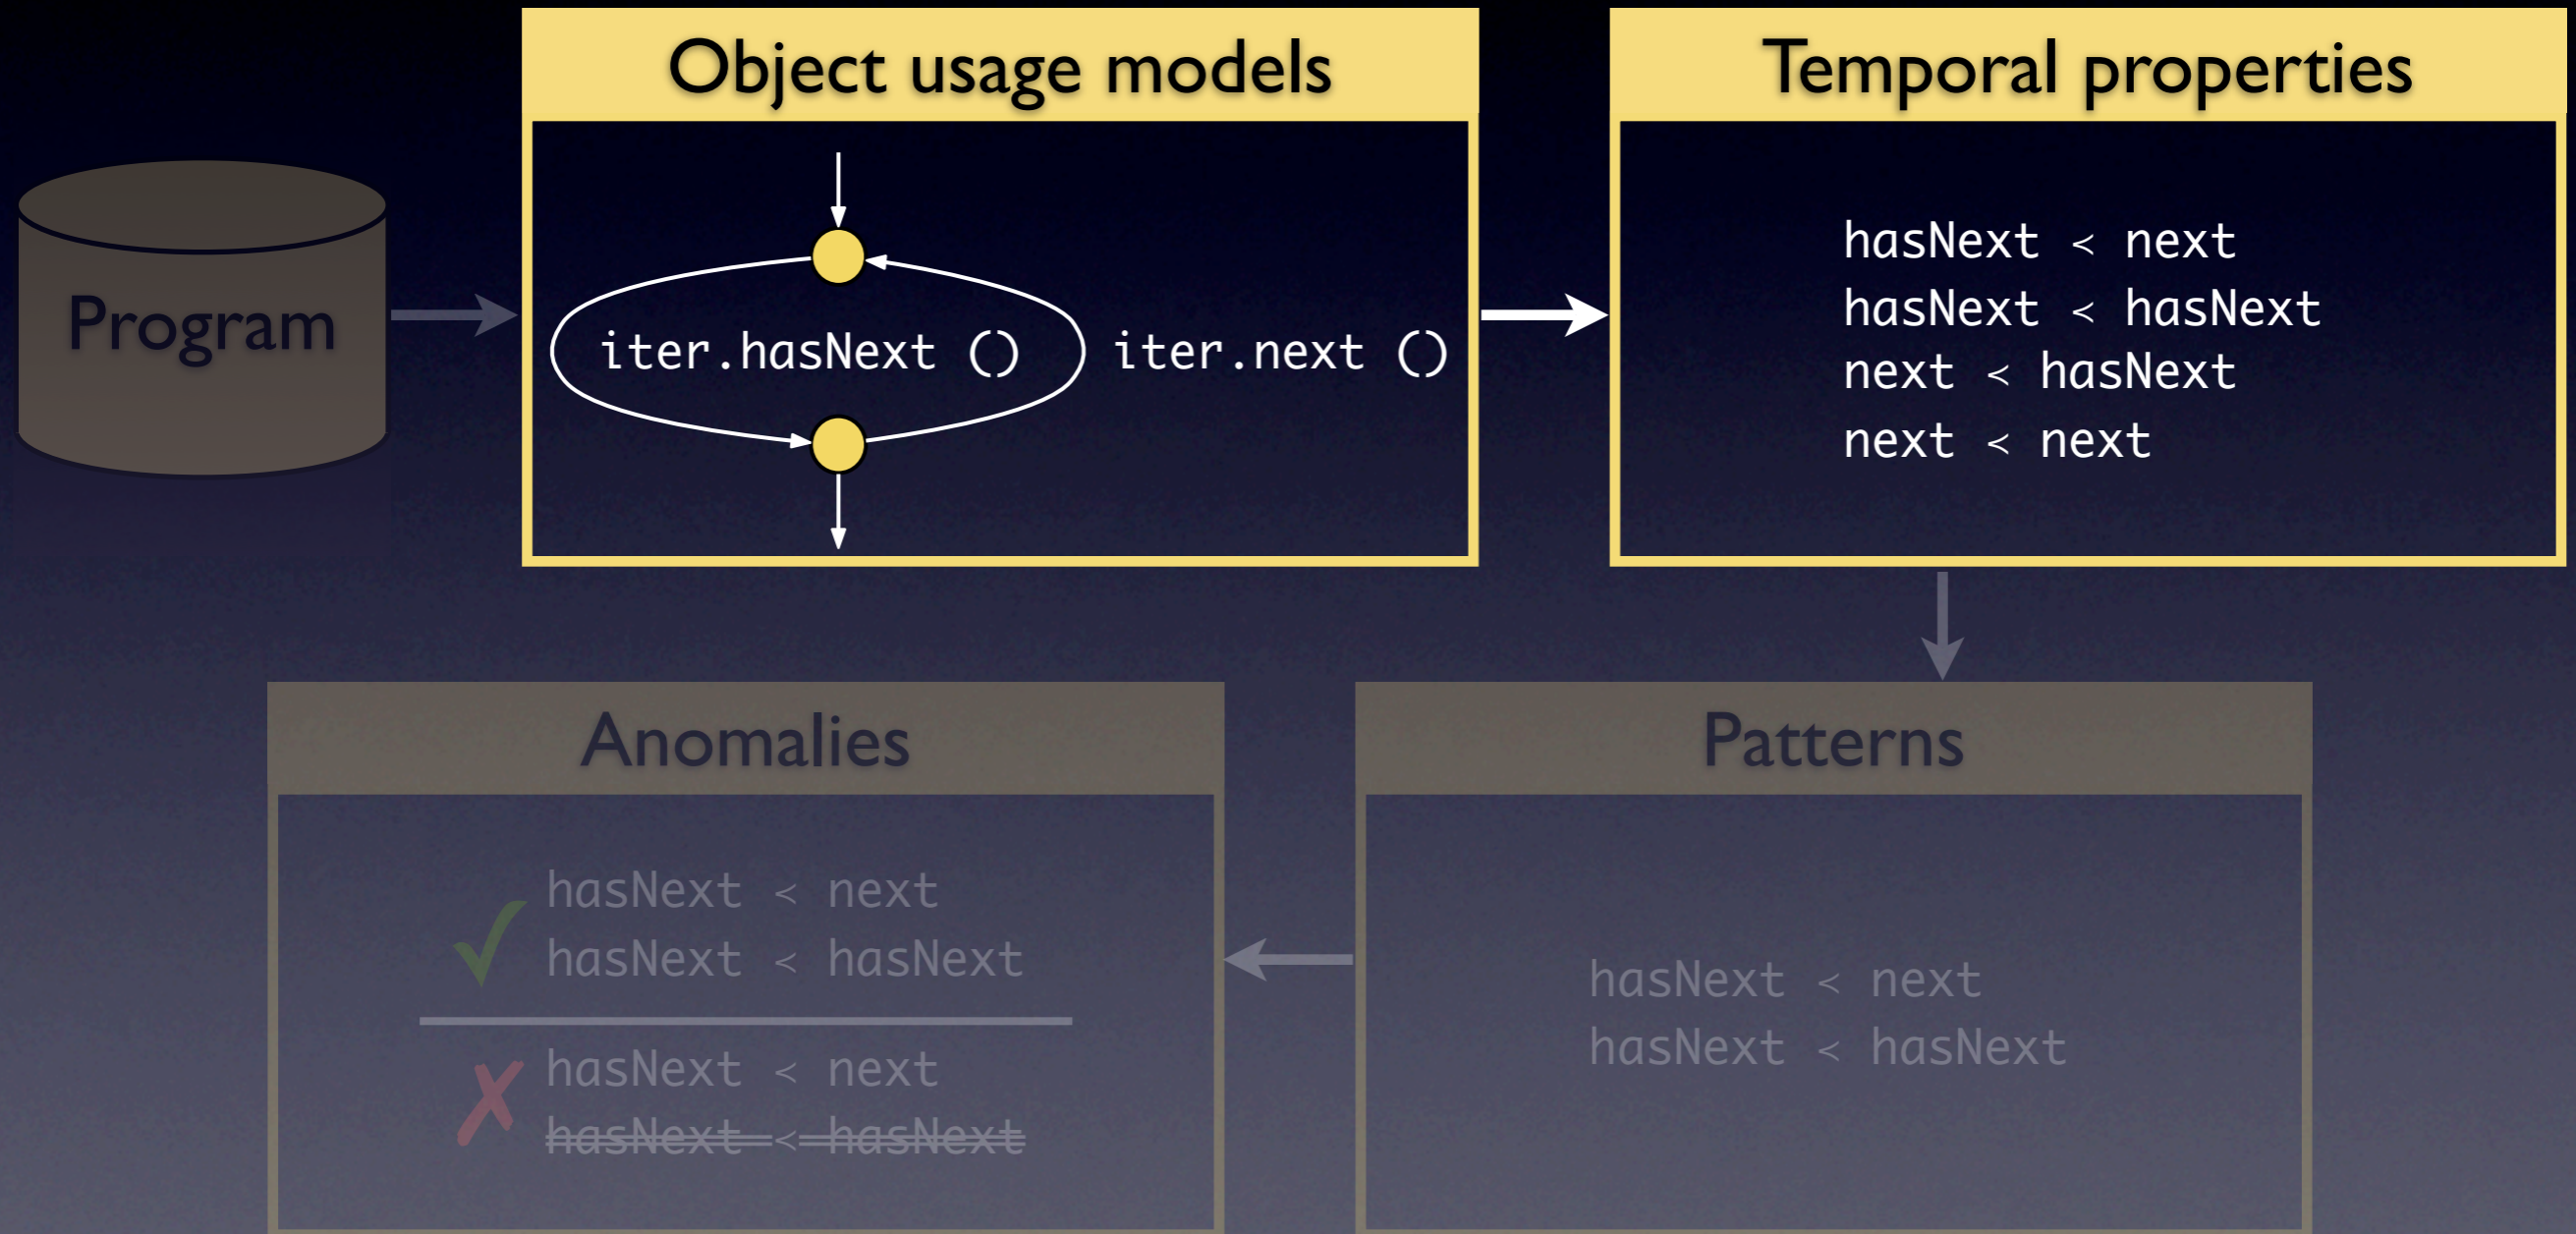 Object usage models
Temporal properties
Program
iter.hasNext () iter.next ()
hasNext < next
hasNext < hasNext
next < hasNext
next < next
Anomalies
✓ hasNext < next
hasNext < hasNext
✗ hasNext < next
hasNext < hasNext
Patterns
hasNext < next
hasNext < hasNext